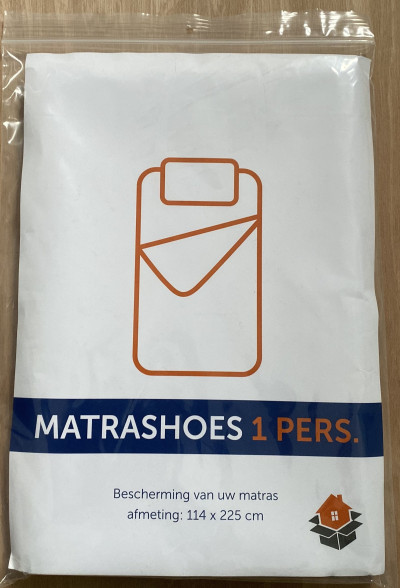 MATRASHOES 1 PERS.
Bescherming van uw matras
afmeting: 114 x 225 cm